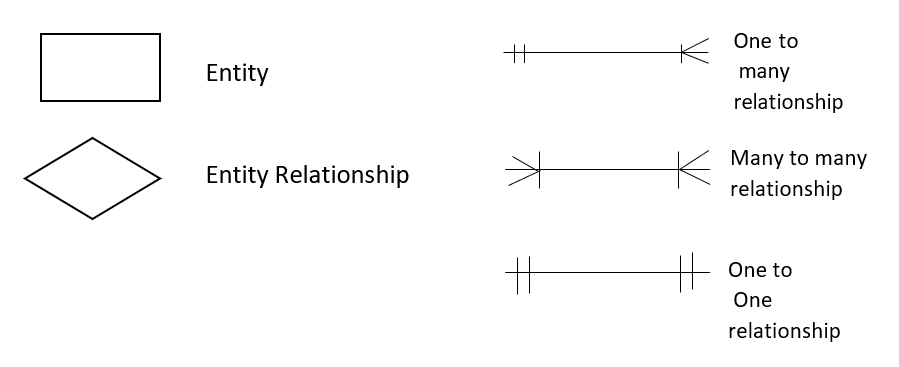 Entity
Entity Relationship
One to
many
relationship
Many to many
relationship
One to
One
relationship